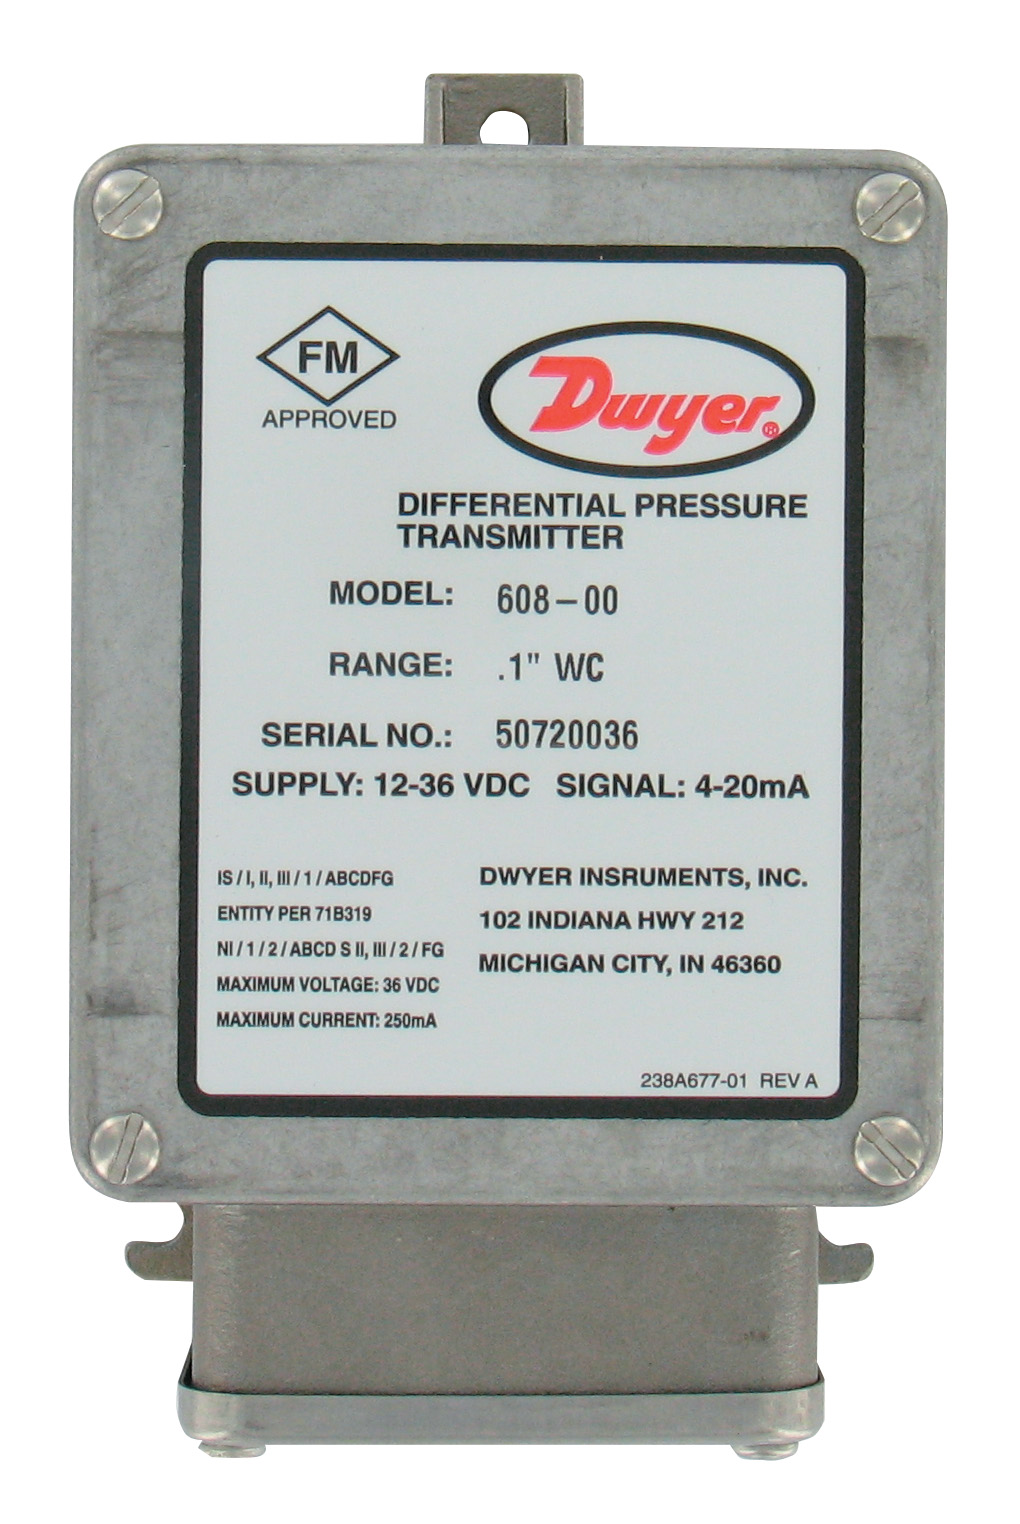 FM
APPROVED
Dwyer®
DIFFERENTIAL PRESSURE
TRANSMITTER
MODEL: 608-00
RANGE: .1" WC
SERIAL NO.: 50720036
SUPPLY: 12-36 VDC SIGNAL: 4-20mA
IS / I, II, III / 1 / ABCDFG
ENTITY PER 71B319
NI / 1 / 2 / ABCD S II, III / 2 / FG
MAXIMUM VOLTAGE: 36 VDC
MAXIMUM CURRENT: 250mA
DWYER INSRUMENTS, INC.
102 INDIANA HWY 212
MICHIGAN CITY, IN 46360
238A677-01 REV A